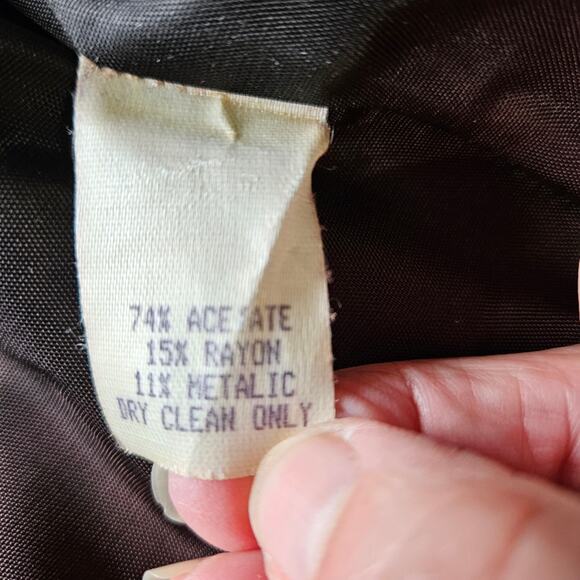 74% ACETATE
15% RAYON
11% METALIC
DRY CLEAN ONLY